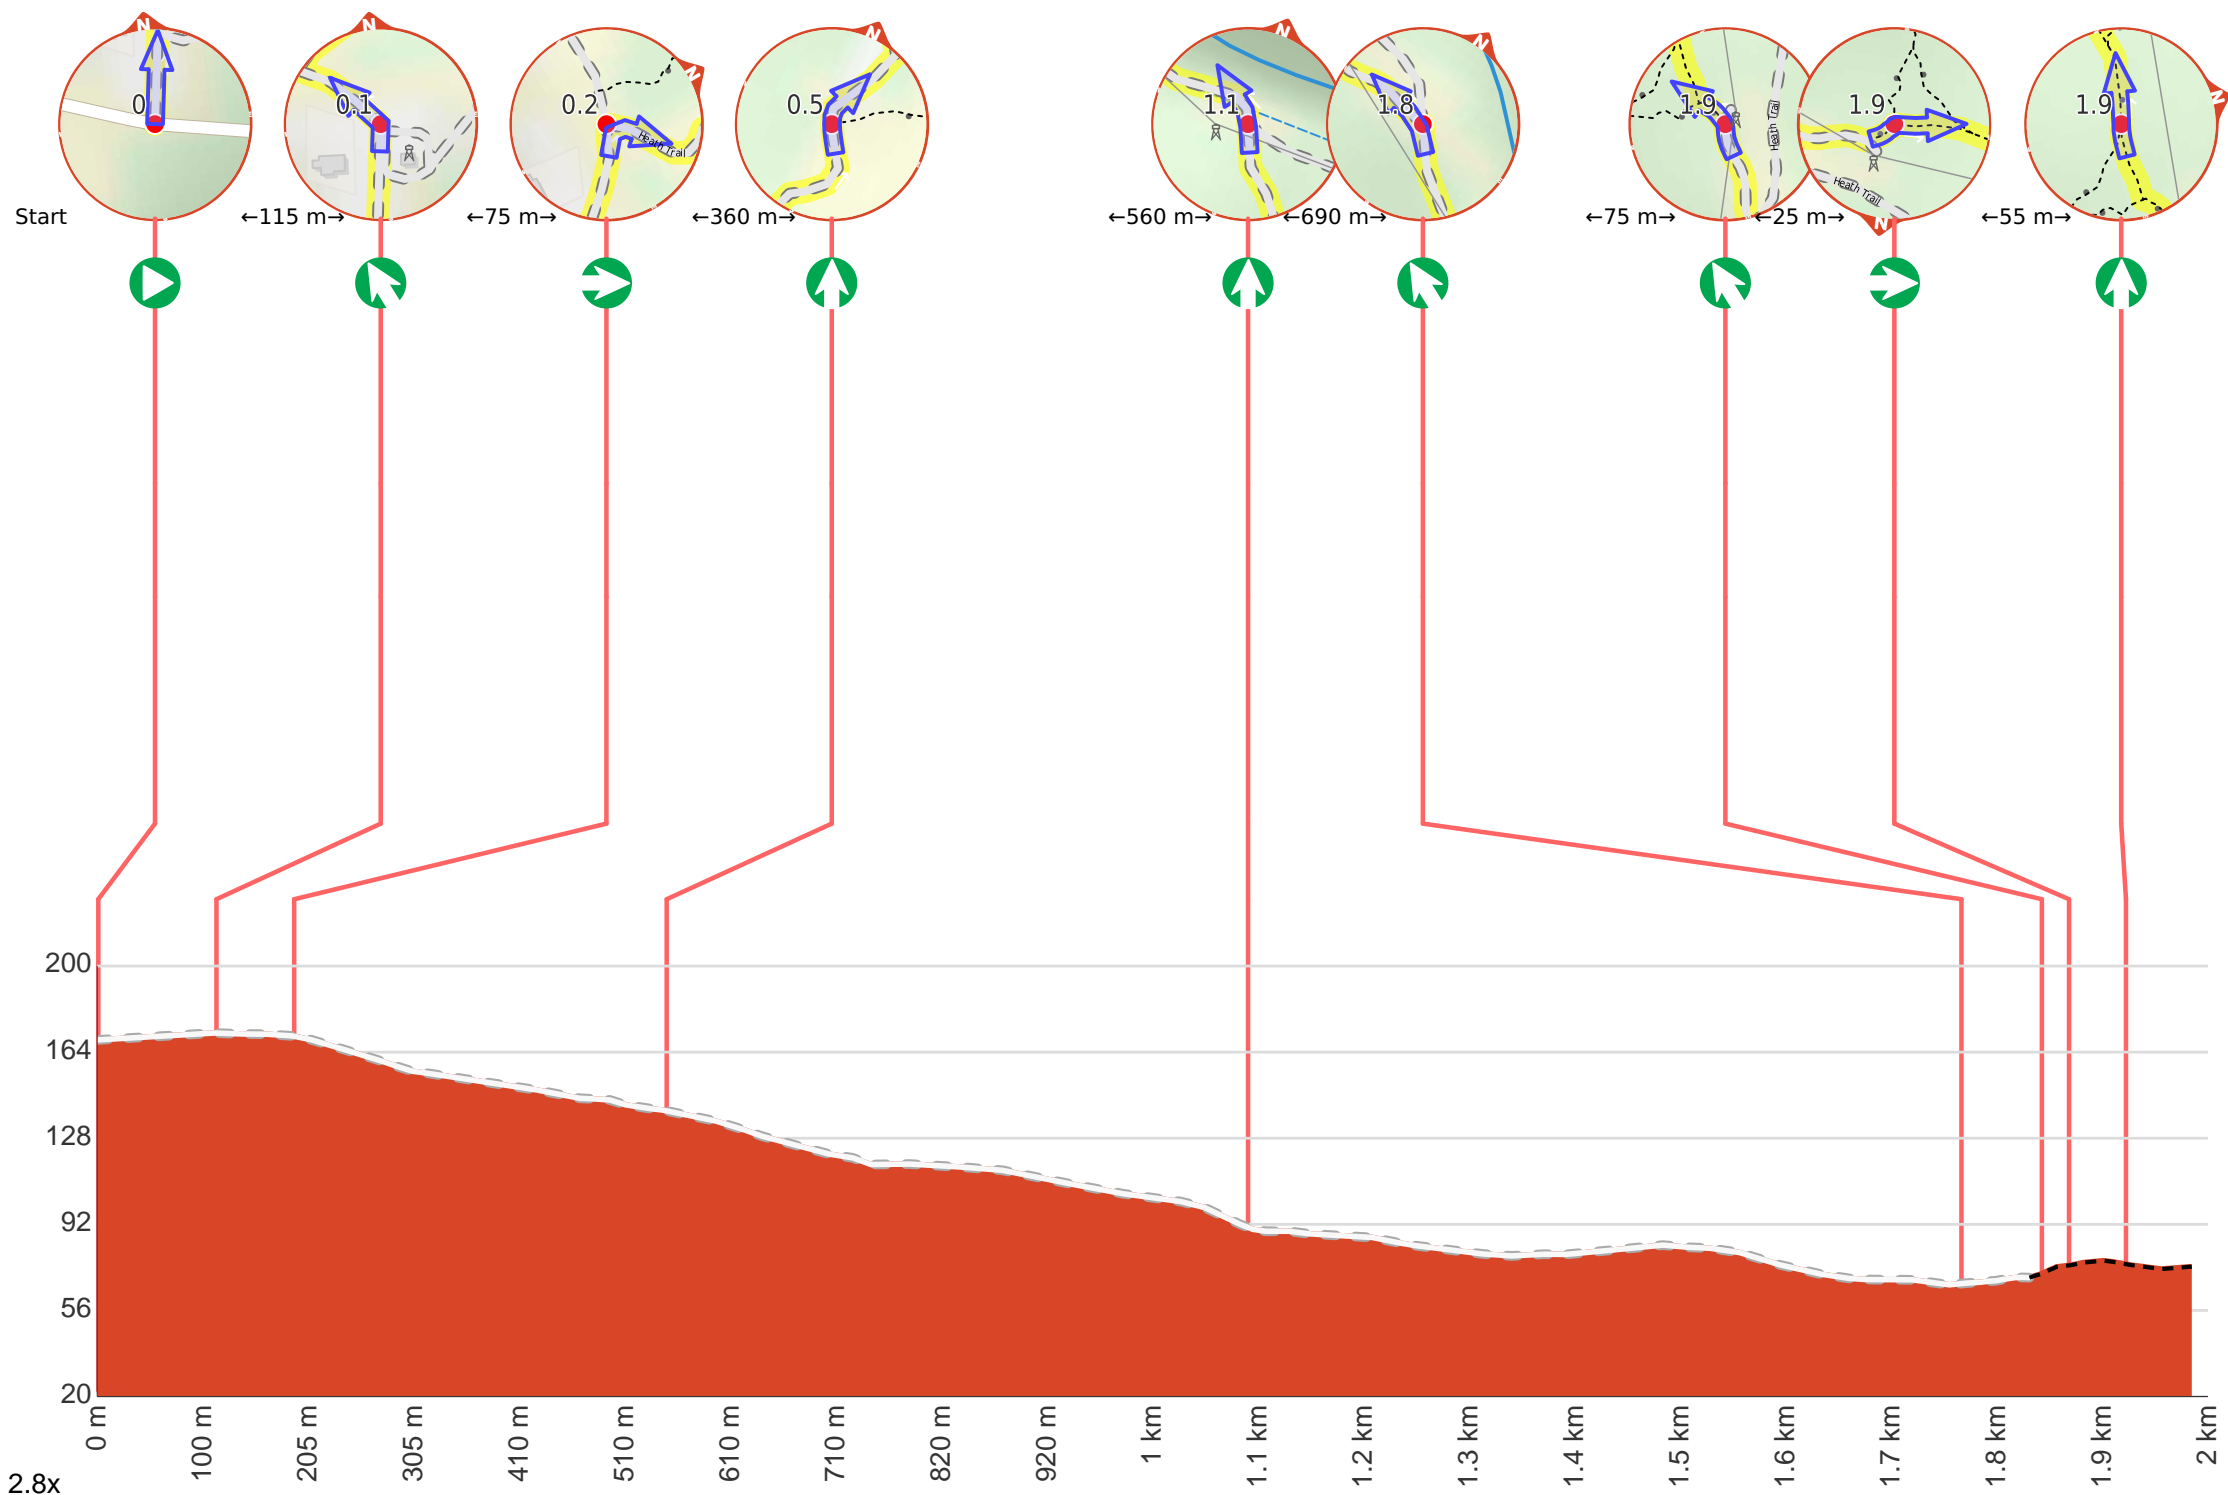 N N N N N N N
0 0.1 0.2 0.5 1.1 1.8 1.9 1.9 1.9
Heath Trail
Heath Trail
Heath Trail
N
N
Start ←115 m→ ←75 m→ ←360 m→ ←560 m→ ←690 m→ ←75 m→ ←25 m→ ←55 m→
200
164
128
92
56
20
0 m 100 m 205 m 305 m 410 m 510 m 610 m 710 m 820 m 920 m 1 km 1.1 km 1.2 km 1.3 km 1.4 km 1.5 km 1.6 km 1.7 km 1.8 km 1.9 km 2 km
2.8x